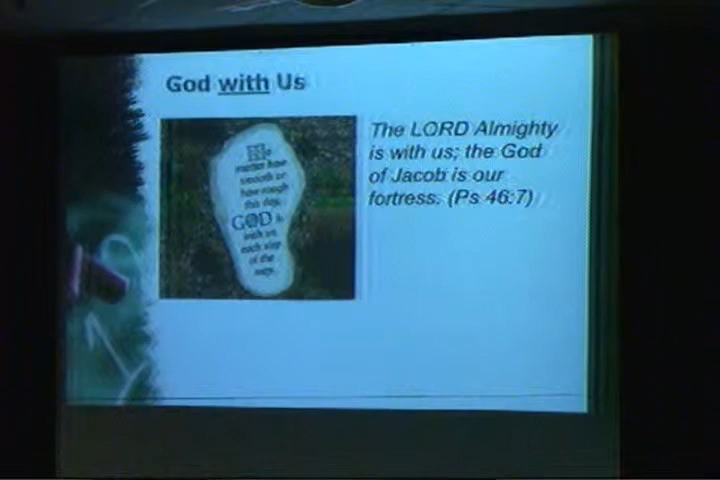 God with Us
The LORD Almighty
is with us; the God
of Jacob is our
fortress. (Ps 46:7)
matter how
smooth or
how rough
this day,
GOD is
with us
each step
of the
way.